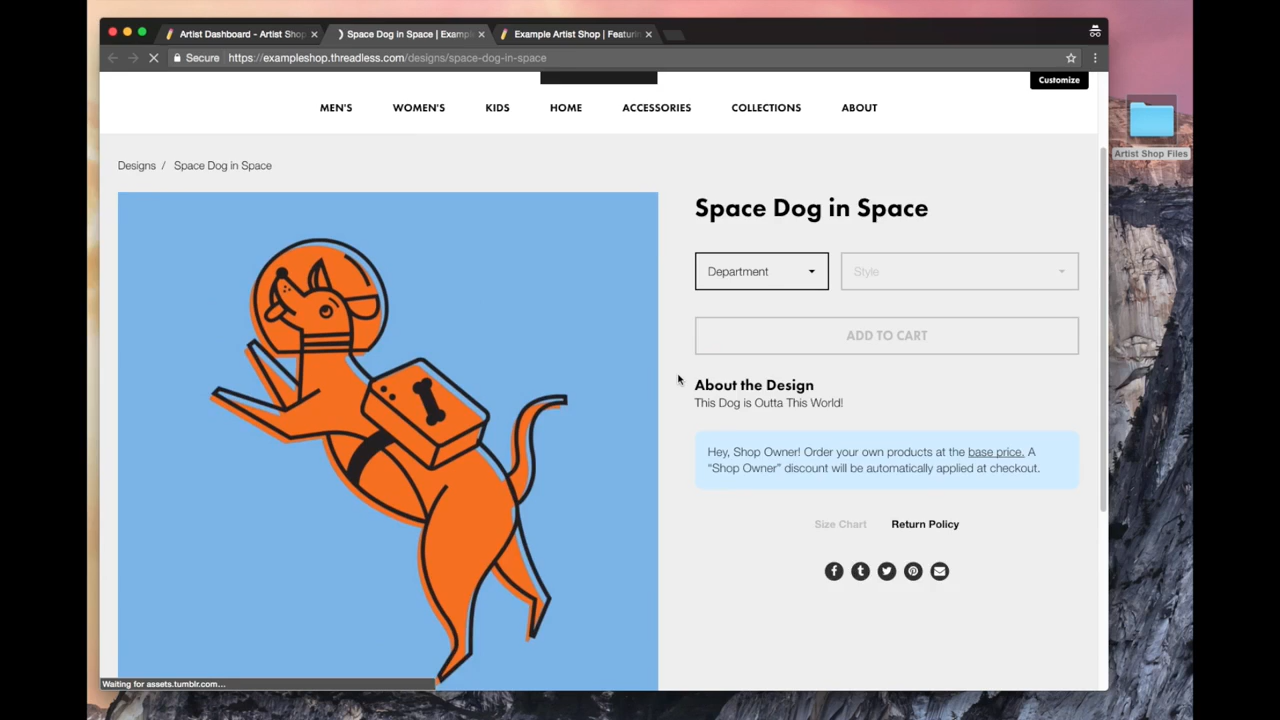 Artist Dashboard - Artist Shop
Space Dog in Space | Exampl
Example Artist Shop | Featurin
Secure
https://exampleshop.threadless.com/designs/space-dog-in-space
Customize
MEN'S WOMEN'S KIDS HOME ACCESSORIES COLLECTIONS ABOUT
Artist Shop Files
Designs / Space Dog in Space
Space Dog in Space
Department
Style
ADD TO CART
About the Design
This Dog is Outta This World!
Hey, Shop Owner! Order your own products at the base price. A
“Shop Owner” discount will be automatically applied at checkout.
Size Chart Return Policy
Waiting for assets.tumblr.com...